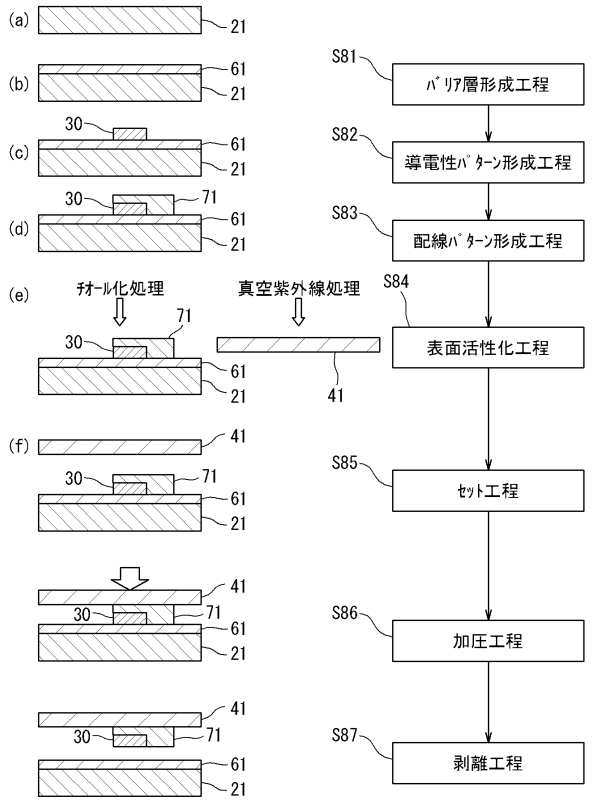 (a)
21
(b)
61
21
S81
ﾊﾞﾘｱ層形成工程
(c)
30
61
21
S82
導電性ﾊﾟﾀｰﾝ形成工程
(d)
30
71
61
21
S83
配線ﾊﾟﾀｰﾝ形成工程
(e)
ﾁｵｰﾙ化処理
真空紫外線処理
30
71
61
21
41
S84
表面活性化工程
(f)
41
30
71
61
21
S85
ｾｯﾄ工程
41
30
71
61
21
S86
加圧工程
41
30
71
61
21
S87
剥離工程